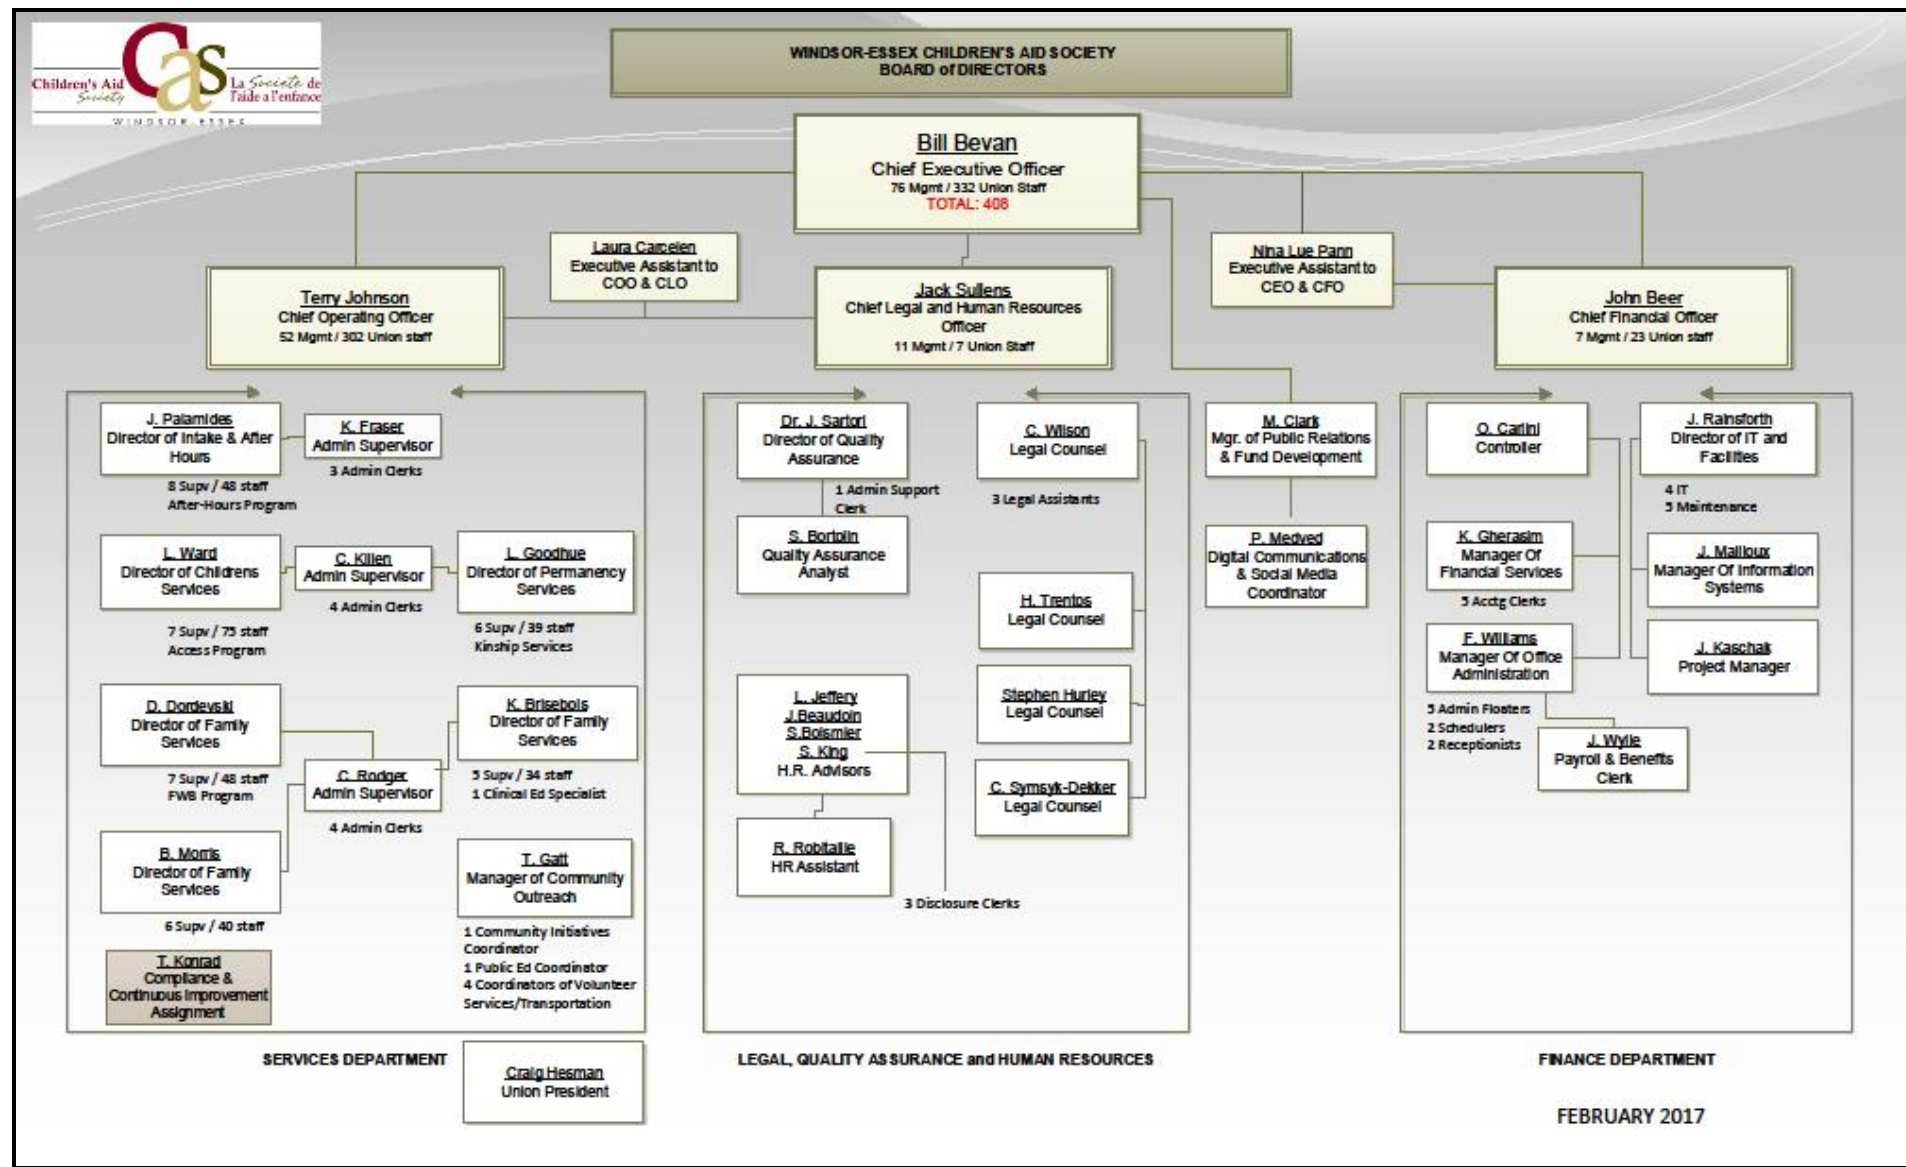 Children's Aid
Society
Cas
La Societe de
l'aide a l'enfance
WINDSOR-ESSEX
WINDSOR-ESSEX CHILDREN'S AID SOCIETY
BOARD of DIRECTORS
Bill Bevan
Chief Executive Officer
76 Mgmt / 332 Union Staff
TOTAL: 408
Laura Carcelen
Executive Assistant to
COO & CLO
Nina Lue Pann
Executive Assistant to
CEO & CFO
Terry Johnson
Chief Operating Officer
52 Mgmt / 302 Union staff
Jack Sullens
Chief Legal and Human Resources
Officer
11 Mgmt / 7 Union Staff
John Beer
Chief Financial Officer
7 Mgmt / 23 Union staff
J. Palamides
Director of Intake & After
Hours
8 Supv / 48 staff
After-Hours Program
K. Fraser
Admin Supervisor
3 Admin Clerks
L. Ward
Director of Childrens
Services
7 Supv / 75 staff
Access Program
C. Killen
Admin Supervisor
4 Admin Clerks
L. Goodhue
Director of Permanency
Services
6 Supv / 39 staff
Kinship Services
D. Dordevski
Director of Family
Services
7 Supv / 48 staff
FWB Program
K. Brisebois
Director of Family
Services
5 Supv / 34 staff
1 Clinical Ed Specialist
C. Rodger
Admin Supervisor
4 Admin Clerks
B. Morris
Director of Family
Services
6 Supv / 40 staff
T. Gatt
Manager of Community
Outreach
1 Community Initiatives
Coordinator
1 Public Ed Coordinator
4 Coordinators of Volunteer
Services/Transportation
T. Konrad
Compliance &
Continuous Improvement
Assignment
SERVICES DEPARTMENT
Craig Hesman
Union President
Dr. J. Sartori
Director of Quality
Assurance
1 Admin Support
Clerk
S. Bortolin
Quality Assurance
Analyst
L. Jeffery
J.Beaudoin
S.Boismier
S. King
H.R. Advisors
R. Robitaille
HR Assistant
3 Disclosure Clerks
C. Wilson
Legal Counsel
3 Legal Assistants
H. Trentos
Legal Counsel
Stephen Hurley
Legal Counsel
C. Symsyk-Dekker
Legal Counsel
LEGAL, QUALITY ASSURANCE and HUMAN RESOURCES
M. Clark
Mgr. of Public Relations
& Fund Development
P. Medved
Digital Communications
& Social Media
Coordinator
O. Carlini
Controller
K. Gherasim
Manager Of
Financial Services
5 Acctg Clerks
F. Williams
Manager Of Office
Administration
5 Admin Floaters
2 Schedulers
2 Receptionists
J. Wylie
Payroll & Benefits
Clerk
J. Rainsforth
Director of IT and
Facilities
4 IT
5 Maintenance
J. Mailloux
Manager Of Information
Systems
J. Kaschak
Project Manager
FINANCE DEPARTMENT
FEBRUARY 2017